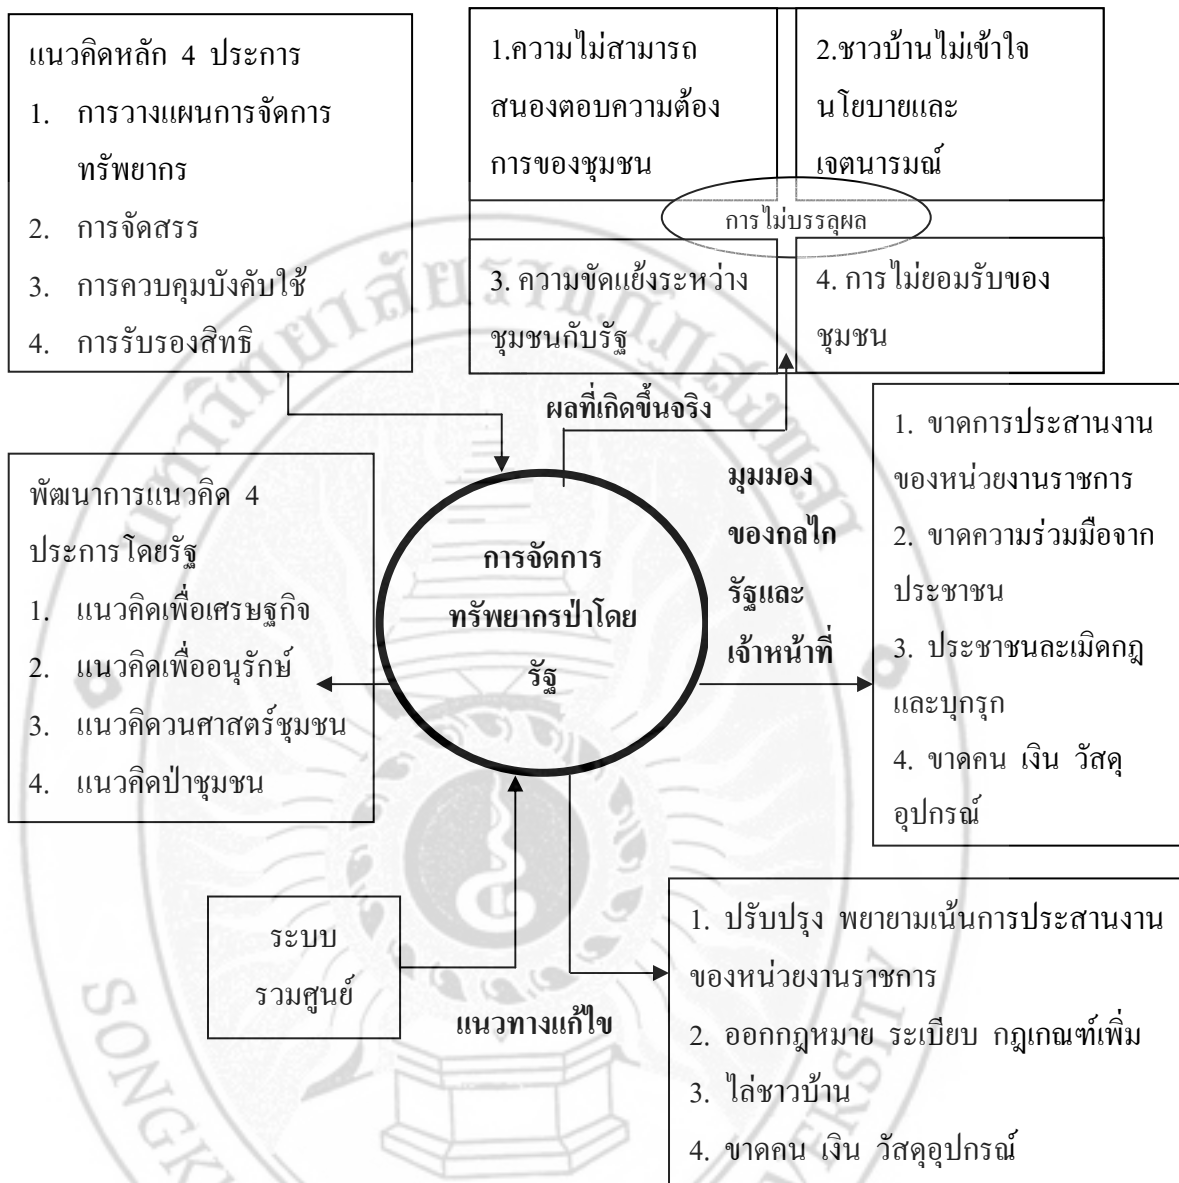 แนวคิดหลัก 4 ประการ
1. การวางแผนการจัดการ
ทรัพยากร
2. การจัดสรร
3. การควบคุมบังคับใช้
4. การรับรองสิทธิ
1.ความไม่สามารถ
สนองตอบความต้อง
การของชุมชน
2.ชาวบ้านไม่เข้าใจ
นโยบายและ
เจตนารมณ์
การไม่บรรลุผล
3. ความขัดแย้งระหว่าง
ชุมชนกับรัฐ
4. การไม่ยอมรับของ
ชุมชน
ผลที่เกิดขึ้นจริง
พัฒนาการแนวคิด 4
ประการโดยรัฐ
1. แนวคิดเพื่อเศรษฐกิจ
2. แนวคิดเพื่ออนุรักษ์
3. แนวคิดวนศาสตร์ชุมชน
4. แนวคิดป่าชุมชน
การจัดการ
ทรัพยากรป่าโดย
รัฐ
มุมมอง
ของกลไก
รัฐและ
เจ้าหน้าที่
1. ขาดการประสานงาน
ของหน่วยงานราชการ
2. ขาดความร่วมมือจาก
ประชาชน
3. ประชาชนละเมิดกฎ
และบุกรุก
4. ขาดคน เงิน วัสดุ
อุปกรณ์
ระบบ
รวมศูนย์
แนวทางแก้ไข
1. ปรับปรุง พยายามเน้นการประสานงาน
ของหน่วยงานราชการ
2. ออกกฎหมาย ระเบียบ กฎเกณฑ์เพิ่ม
3. ไล่ชาวบ้าน
4. ขาดคน เงิน วัสดุอุปกรณ์